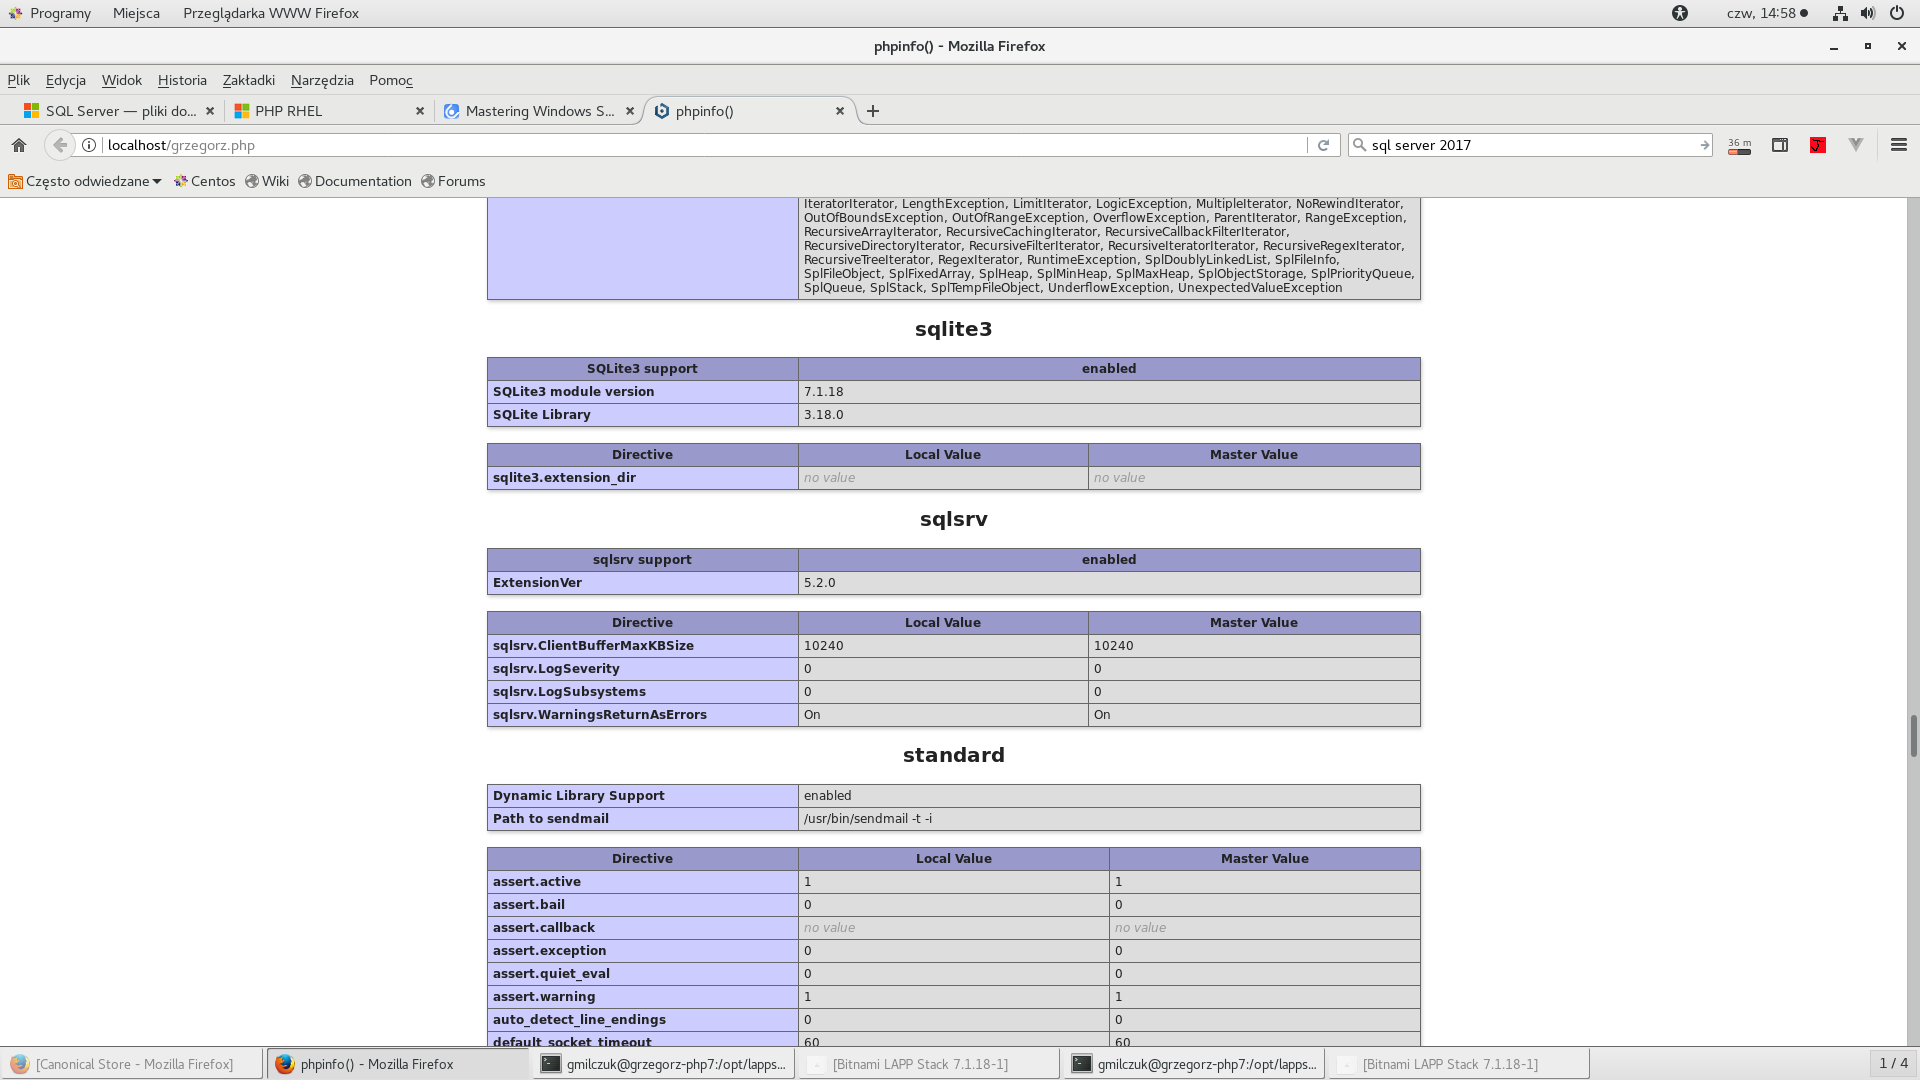 Programy Miejsca Przeglądarka WWW Firefox czw, 14:58
phpinfo() - Mozilla Firefox
Plik Edycja Widok Historia Zakładki Narzędzia Pomoc
SQL Server — pliki do... PHP RHEL Mastering Windows S... phpinfo()
localhost/grzegorz.php sql server 2017 36 m
Często odwiedzane Centos Wiki Documentation Forums
IteratorIterator, LengthException, LimitIterator, LogicException, MultipleIterator, NoRewindIterator,
OutOfBoundsException, OutOfRangeException, OverflowException, ParentIterator, RangeException,
RecursiveArrayIterator, RecursiveCachingIterator, RecursiveCallbackFilterIterator,
RecursiveDirectoryIterator, RecursiveFilterIterator, RecursiveIteratorIterator, RecursiveRegexIterator,
RecursiveTreeIterator, RegexIterator, RuntimeException, SplDoublyLinkedList, SplFileInfo,
SplFileObject, SplFixedArray, SplHeap, SplMinHeap, SplMaxHeap, SplObjectStorage, SplPriorityQueue,
SplQueue, SplStack, SplTempFileObject, UnderflowException, UnexpectedValueException
sqlite3
SQLite3 support enabled
SQLite3 module version 7.1.18
SQLite Library 3.18.0
Directive Local Value Master Value
sqlite3.extension_dir no value no value
sqlsrv
sqlsrv support enabled
ExtensionVer 5.2.0
Directive Local Value Master Value
sqlsrv.ClientBufferMaxKBSize 10240 10240
sqlsrv.LogSeverity 0 0
sqlsrv.LogSubsystems 0 0
sqlsrv.WarningsReturnAsErrors On On
standard
Dynamic Library Support enabled
Path to sendmail /usr/bin/sendmail -t -i
Directive Local Value Master Value
assert.active 1 1
assert.bail 0 0
assert.callback no value no value
assert.exception 0 0
assert.quiet_eval 0 0
assert.warning 1 1
auto_detect_line_endings 0 0
default_socket_timeout 60 60
[Canonical Store - Mozilla Firefox] phpinfo() - Mozilla Firefox gmilczuk@grzegorz-php7:/opt/lapps... [Bitnami LAPP Stack 7.1.18-1] gmilczuk@grzegorz-php7:/opt/lapps... [Bitnami LAPP Stack 7.1.18-1] 1 / 4